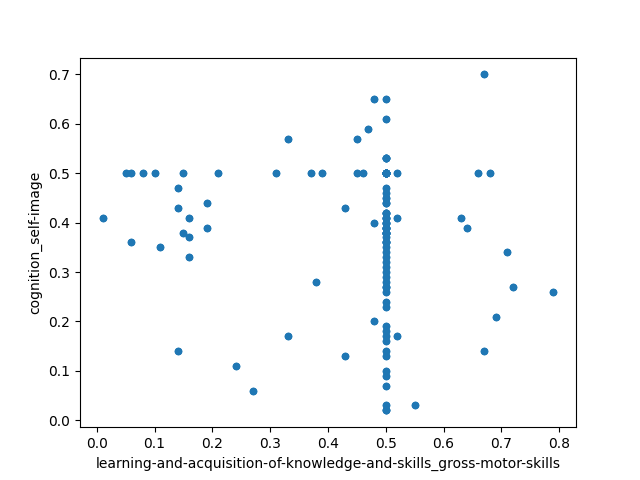 0.7
0.6
0.5
0.4
0.3
0.2
0.1
0.0
cognition_self-image
0.0 0.1 0.2 0.3 0.4 0.5 0.6 0.7 0.8
learning-and-acquisition-of-knowledge-and-skills_gross-motor-skills